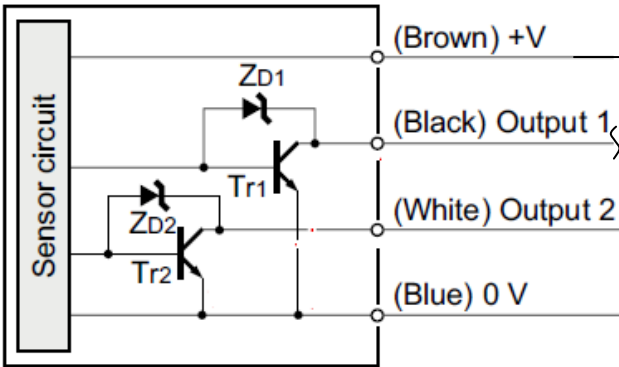 Sensor circuit
(Brown) +V
ZD1
(Black) Output 1
Tr1
ZD2
(White) Output 2
Tr2
(Blue) 0 V